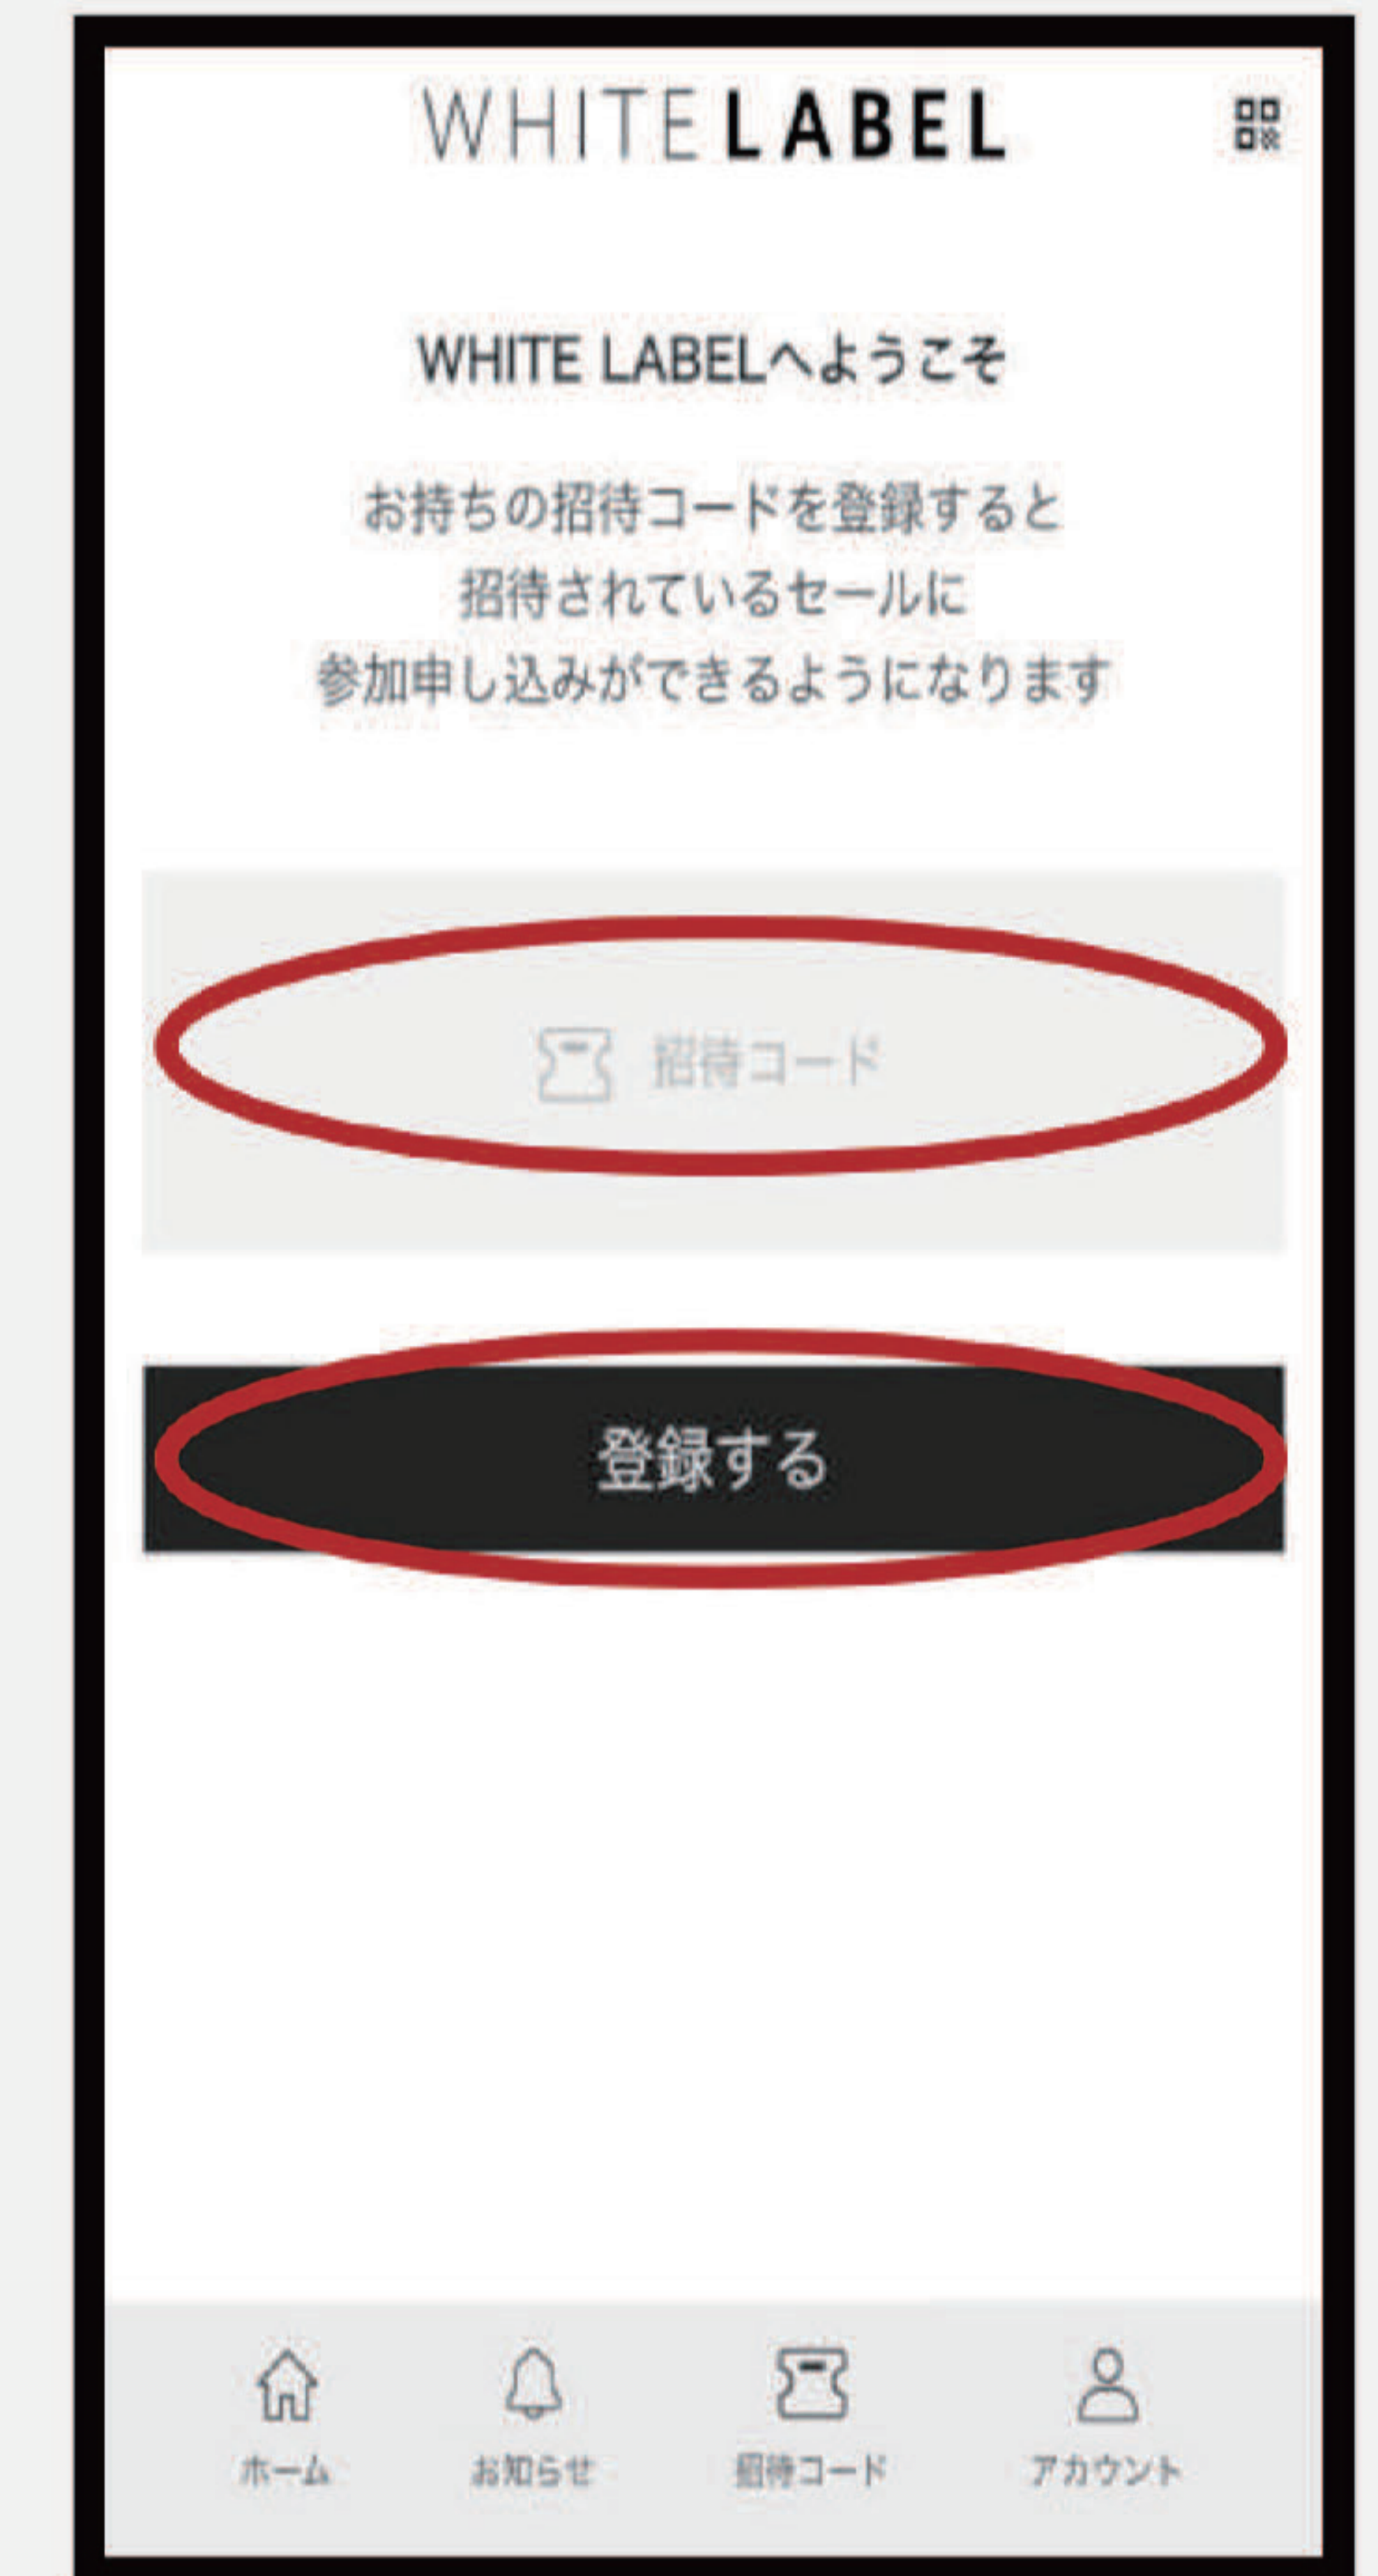 WHITE LABEL
WHITE LABELへようこそ
お持ちの招待コードを登録すると
招待されているセールに
参加申し込みができるようになります
招待コード
登録する
ホーム
お知らせ
招待コード
アカウント